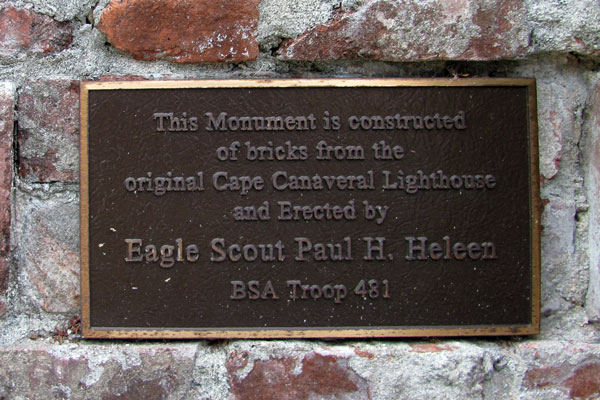 This Monument is constructed
of bricks from the
original Cape Canaveral Lighthouse
and Erected by
Eagle Scout Paul H. Heleen
BSA Troop 481